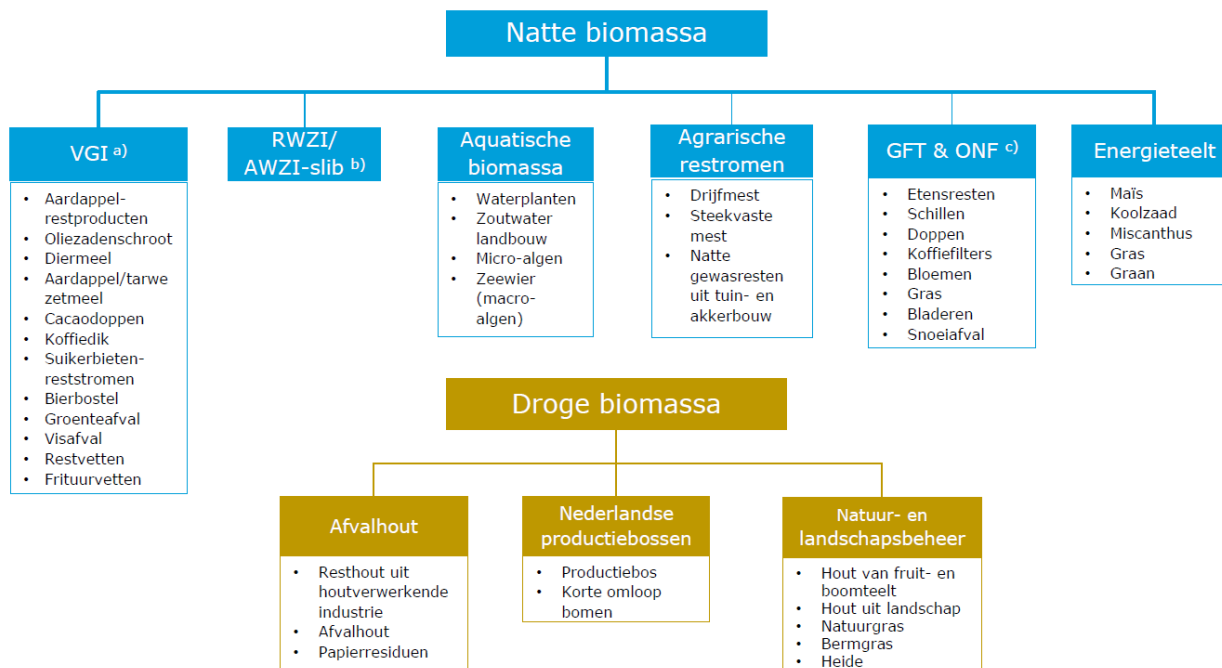 Natte biomassa
VGI a)
• Aardappel-
restproducten
• Oliezadenschroot
• Diermeel
• Aardappel/tarwe
zetmeel
• Cacaodoppen
• Koffiedik
• Suikerbieten-
reststromen
• Bierbostel
• Groenteafval
• Visafval
• Restvetten
• Frituurvetten
RWZI/
AWZI-slib b)
Aquatische
biomassa
• Waterplanten
• Zoutwater
landbouw
• Micro-algen
• Zeewier
(macro-
algen)
Agrarische
restromen
• Drijfmest
• Steekvaste
mest
• Natte
gewasresten
uit tuin- en
akkerbouw
GFT & ONF c)
• Etensresten
• Schillen
• Doppen
• Koffiefilters
• Bloemen
• Gras
• Bladeren
• Snoeiafval
Energieteelt
• Maïs
• Koolzaad
• Miscanthus
• Gras
• Graan
Droge biomassa
Afvalhout
• Resthout uit
houtverwerkende
industrie
• Afvalhout
• Papierresiduen
Nederlandse
productiebossen
• Productiebos
• Korte omloop
bomen
Natuur- en
landschapsbeheer
• Hout van fruit- en
boomteelt
• Hout uit landschap
• Natuurgras
• Bermgras
• Heide